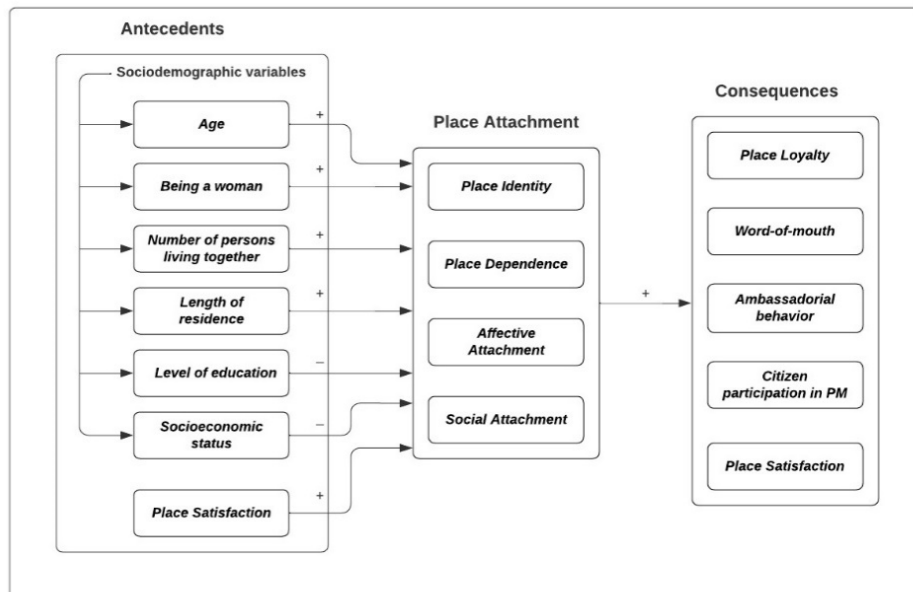 Antecedents
Sociodemographic variables
Age
+
Being a woman
+
Number of persons
living together
+
Length of
residence
+
Level of education
–
Socioeconomic
status
–
Place Satisfaction
+
Place Attachment
Place Identity
Place Dependence
Affective
Attachment
Social Attachment
+
Consequences
Place Loyalty
Word-of-mouth
Ambassadorial
behavior
Citizen
participation in PM
Place Satisfaction